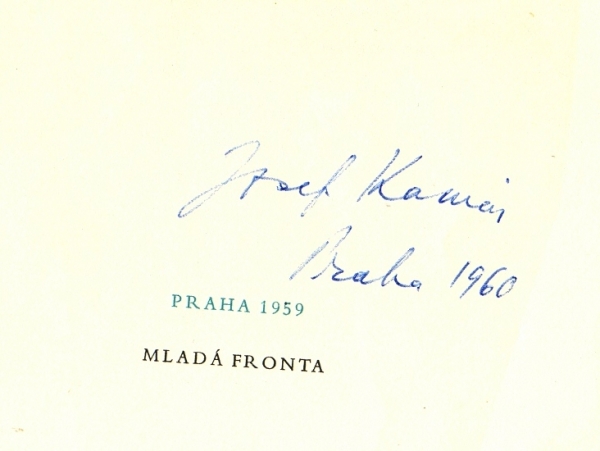 Josef Kainar
Praha 1960
PRAHA 1959
MLADÁ FRONTA